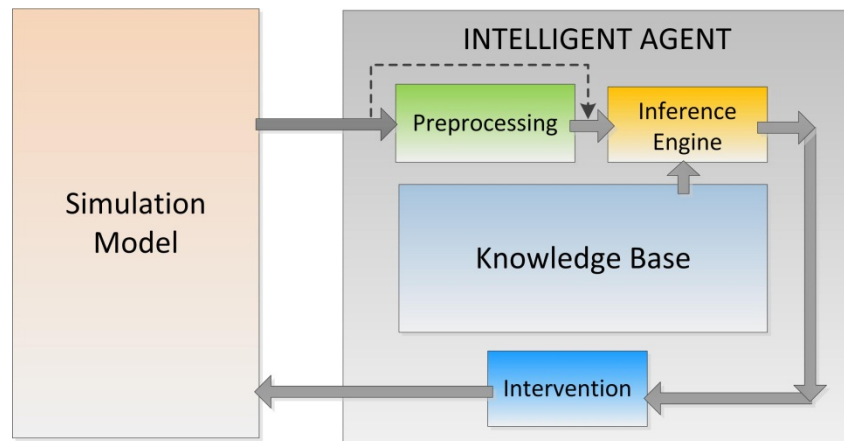 INTELLIGENT AGENT
Preprocessing
Inference
Engine
Simulation
Model
Knowledge Base
Intervention